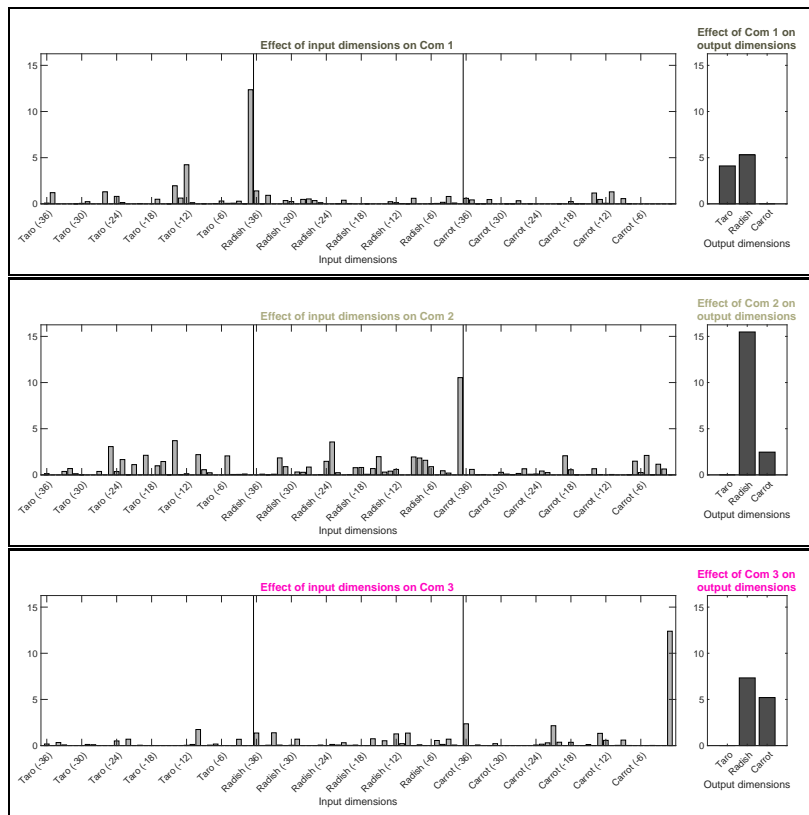 Effect of input dimensions on Com 1
Effect of Com 1 on
output dimensions
15
10
5
0
15
10
5
0
Taro (-36)
Taro (-30)
Taro (-24)
Taro (-18)
Taro (-12)
Taro (-6)
Radish (-36)
Radish (-30)
Radish (-24)
Radish (-18)
Radish (-12)
Radish (-6)
Carrot (-36)
Carrot (-30)
Carrot (-24)
Carrot (-18)
Carrot (-12)
Carrot (-6)
Taro
Radish
Carrot
Input dimensions
Output dimensions
Effect of input dimensions on Com 2
Effect of Com 2 on
output dimensions
15
10
5
0
15
10
5
0
Taro (-36)
Taro (-30)
Taro (-24)
Taro (-18)
Taro (-12)
Taro (-6)
Radish (-36)
Radish (-30)
Radish (-24)
Radish (-18)
Radish (-12)
Radish (-6)
Carrot (-36)
Carrot (-30)
Carrot (-24)
Carrot (-18)
Carrot (-12)
Carrot (-6)
Taro
Radish
Carrot
Input dimensions
Output dimensions
Effect of input dimensions on Com 3
Effect of Com 3 on
output dimensions
15
10
5
0
15
10
5
0
Taro (-36)
Taro (-30)
Taro (-24)
Taro (-18)
Taro (-12)
Taro (-6)
Radish (-36)
Radish (-30)
Radish (-24)
Radish (-18)
Radish (-12)
Radish (-6)
Carrot (-36)
Carrot (-30)
Carrot (-24)
Carrot (-18)
Carrot (-12)
Carrot (-6)
Taro
Radish
Carrot
Input dimensions
Output dimensions